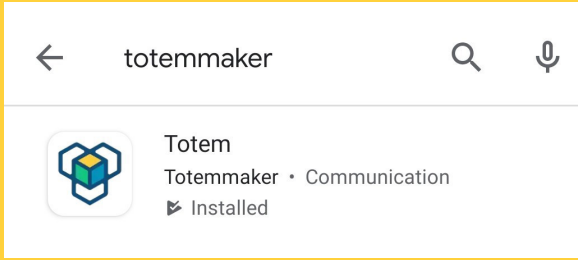 totemmaker
Totem
Totemmaker • Communication
Installed